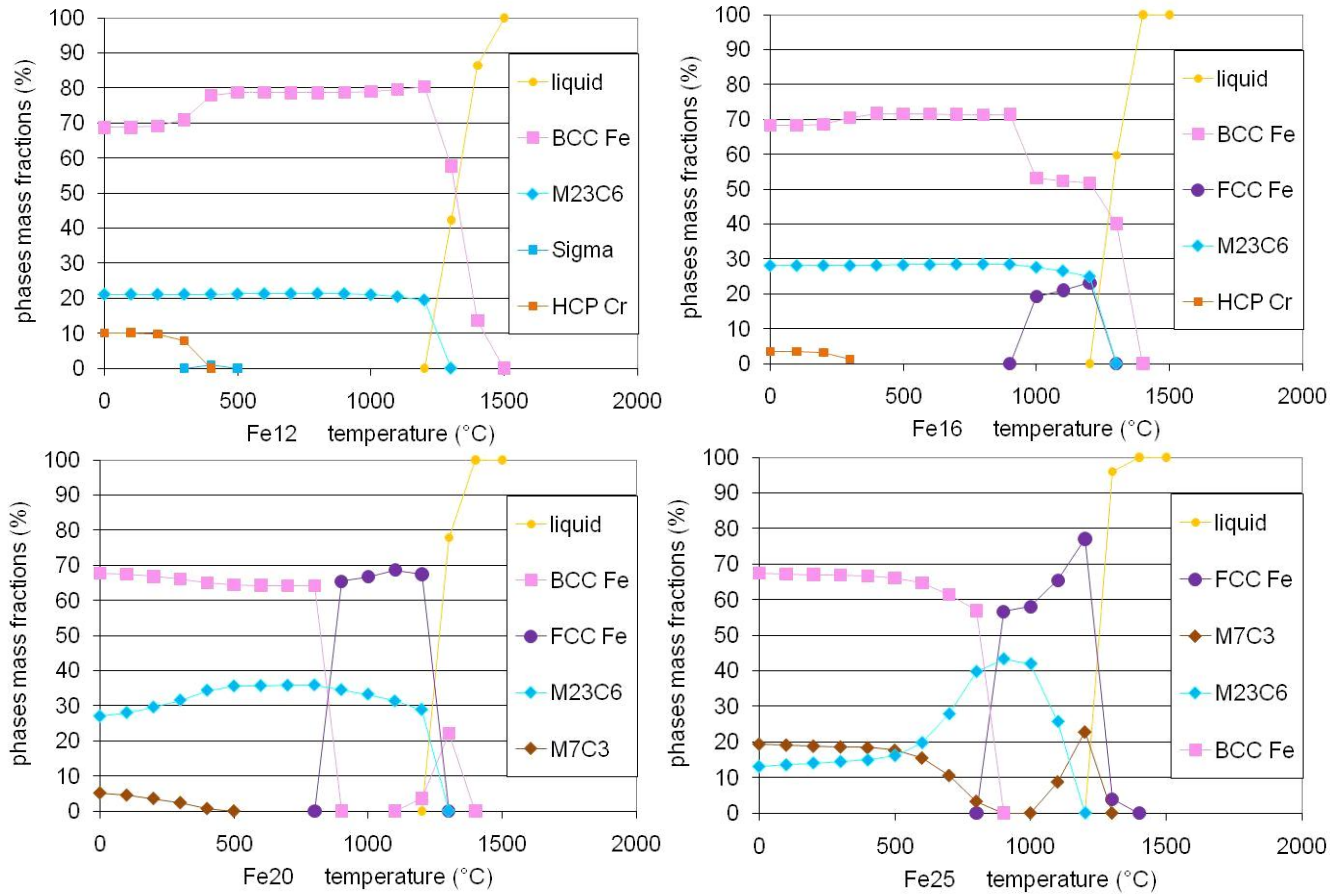 phases mass fractions (%)
100
90
80
70
60
50
40
30
20
10
0
liquid
BCC Fe
M23C6
Sigma
HCP Cr
0 500 1000 1500 2000
Fe12 temperature (°C)
phases mass fractions (%)
100
90
80
70
60
50
40
30
20
10
0
liquid
BCC Fe
FCC Fe
M23C6
HCP Cr
0 500 1000 1500 2000
Fe16 temperature (°C)
phases mass fractions (%)
100
90
80
70
60
50
40
30
20
10
0
liquid
BCC Fe
FCC Fe
M23C6
M7C3
0 500 1000 1500 2000
Fe20 temperature (°C)
phases mass fractions (%)
100
90
80
70
60
50
40
30
20
10
0
liquid
FCC Fe
M7C3
M23C6
BCC Fe
0 500 1000 1500 2000
Fe25 temperature (°C)